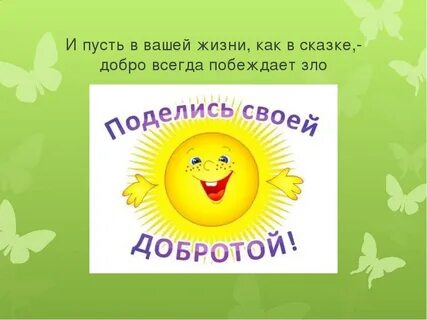 И пусть в вашей жизни, как в сказке,-
добро всегда побеждает зло
Поделись своей
ДОБРОТОЙ!